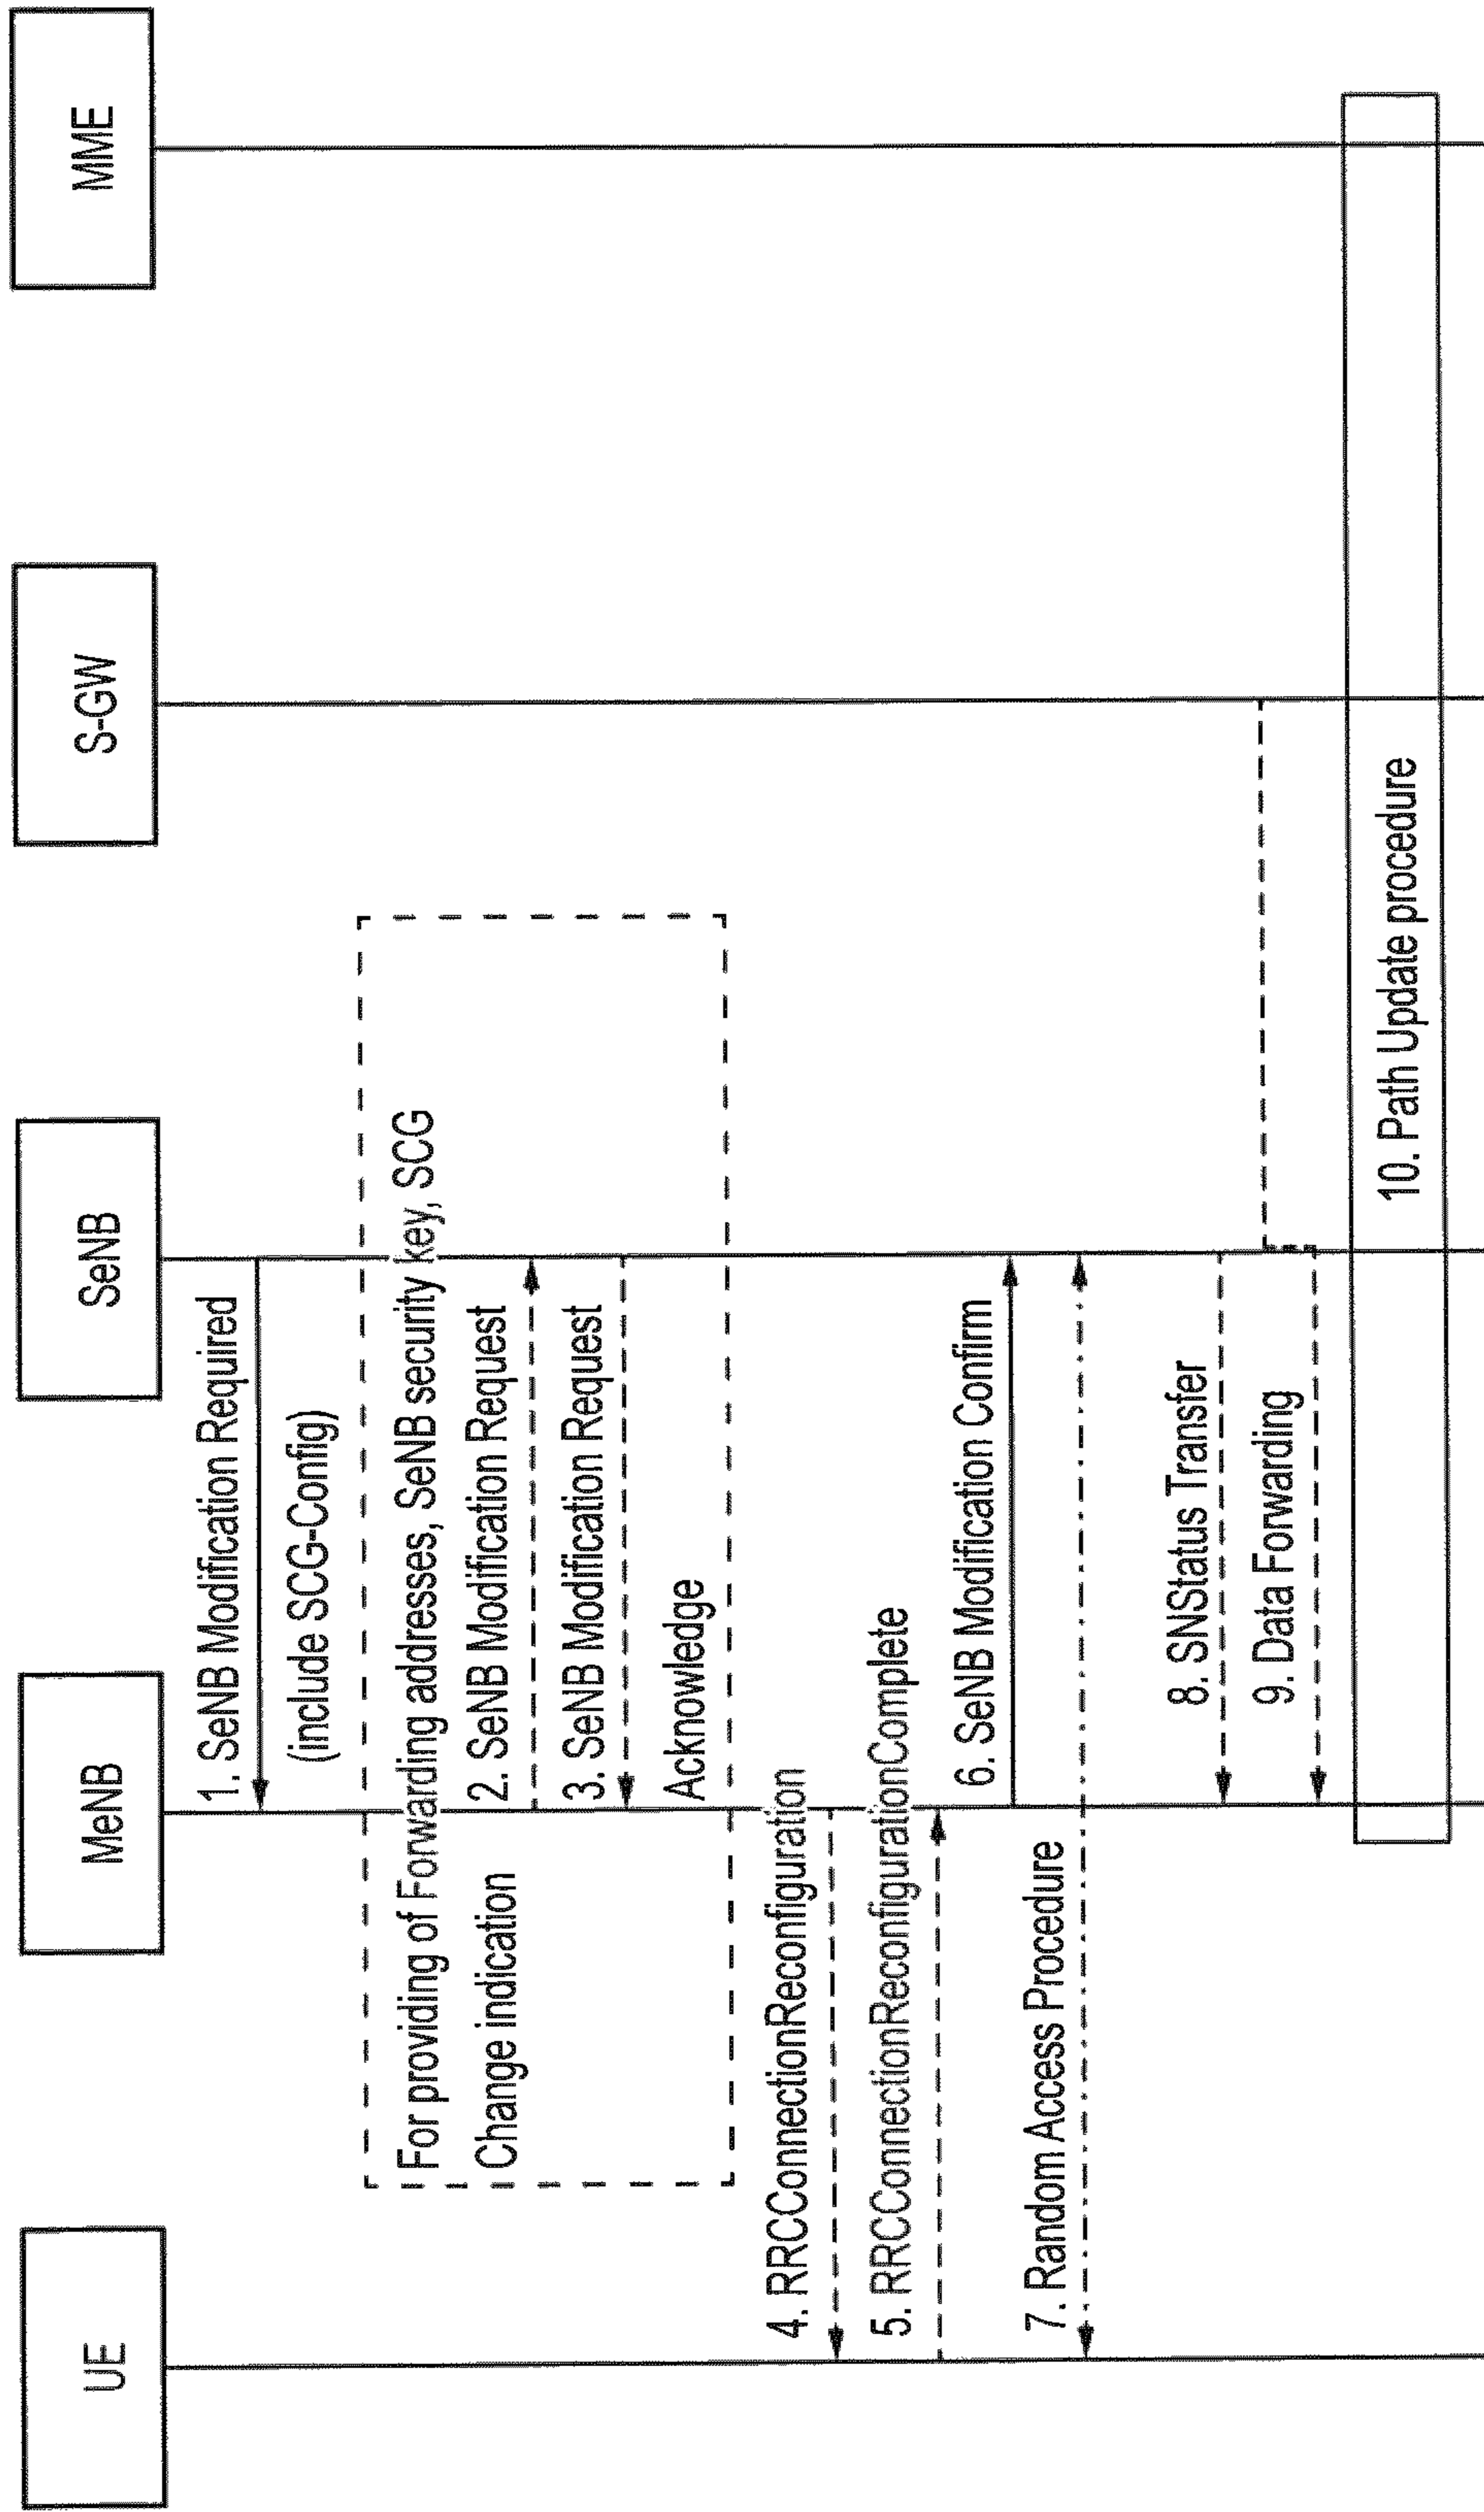 UE
MeNB
SeNB
S-GW
MME
1. SeNB Modification Required
(include SCG-Config)
For providing of Forwarding addresses, SeNB security key, SCG
Change indication
2. SeNB Modification Request
3. SeNB Modification Request
Acknowledge
4. RRCConnectionReconfiguration
5. RRCConnectionReconfigurationComplete
6. SeNB Modification Confirm
7. Random Access Procedure
8. SNStatus Transfer
9. Data Forwarding
10. Path Update procedure